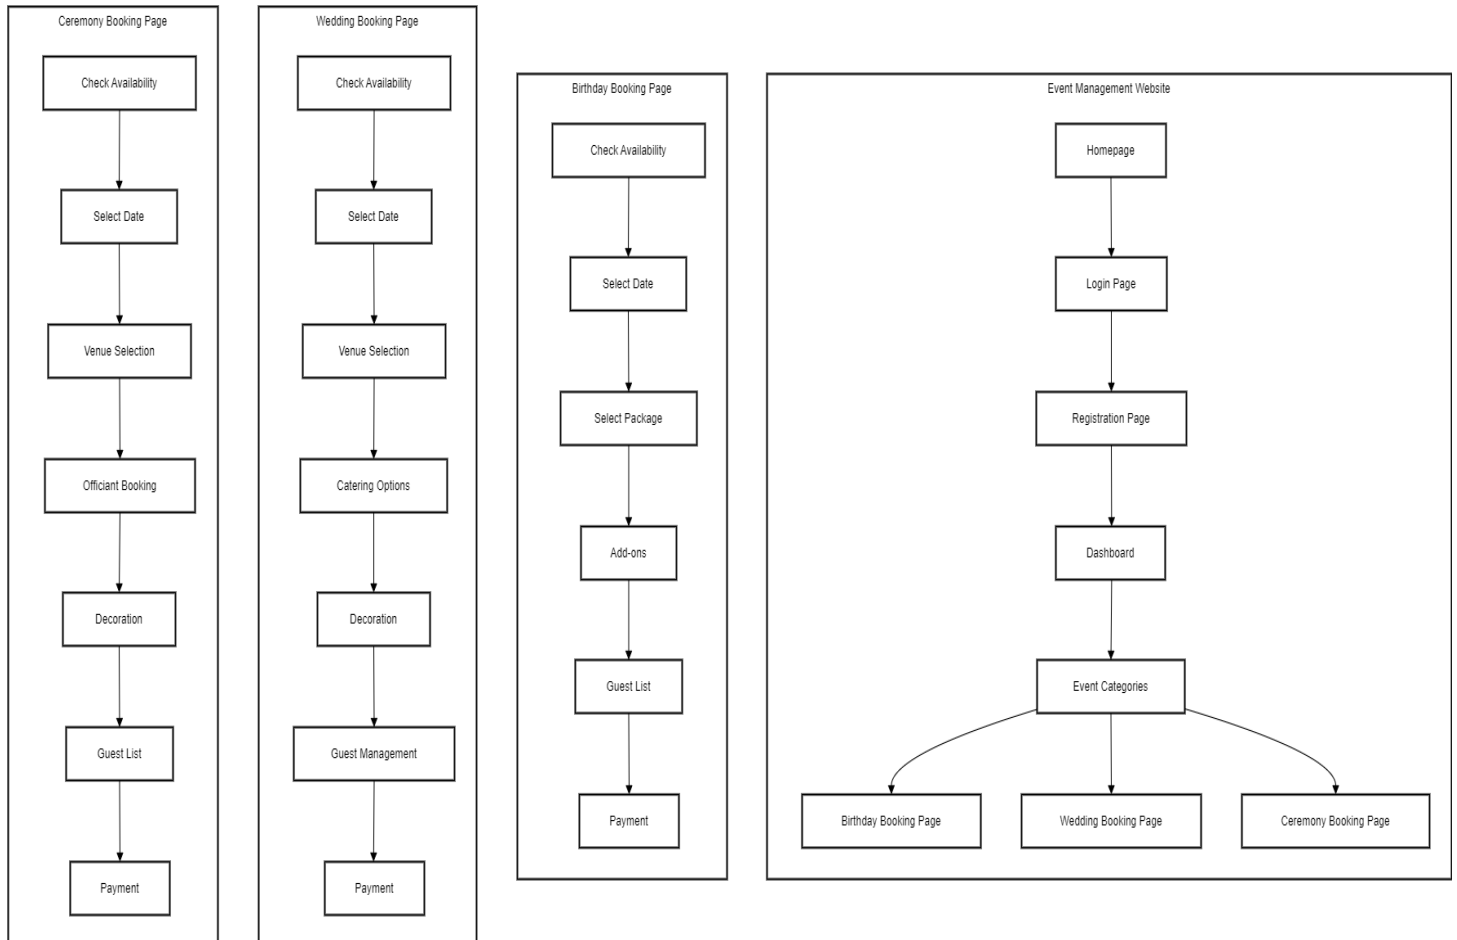 Ceremony Booking Page
Check Availability
Select Date
Venue Selection
Officiant Booking
Decoration
Guest List
Payment
Wedding Booking Page
Check Availability
Select Date
Venue Selection
Catering Options
Decoration
Guest Management
Payment
Birthday Booking Page
Check Availability
Select Date
Select Package
Add-ons
Guest List
Payment
Event Management Website
Homepage
Login Page
Registration Page
Dashboard
Event Categories
Birthday Booking Page
Wedding Booking Page
Ceremony Booking Page